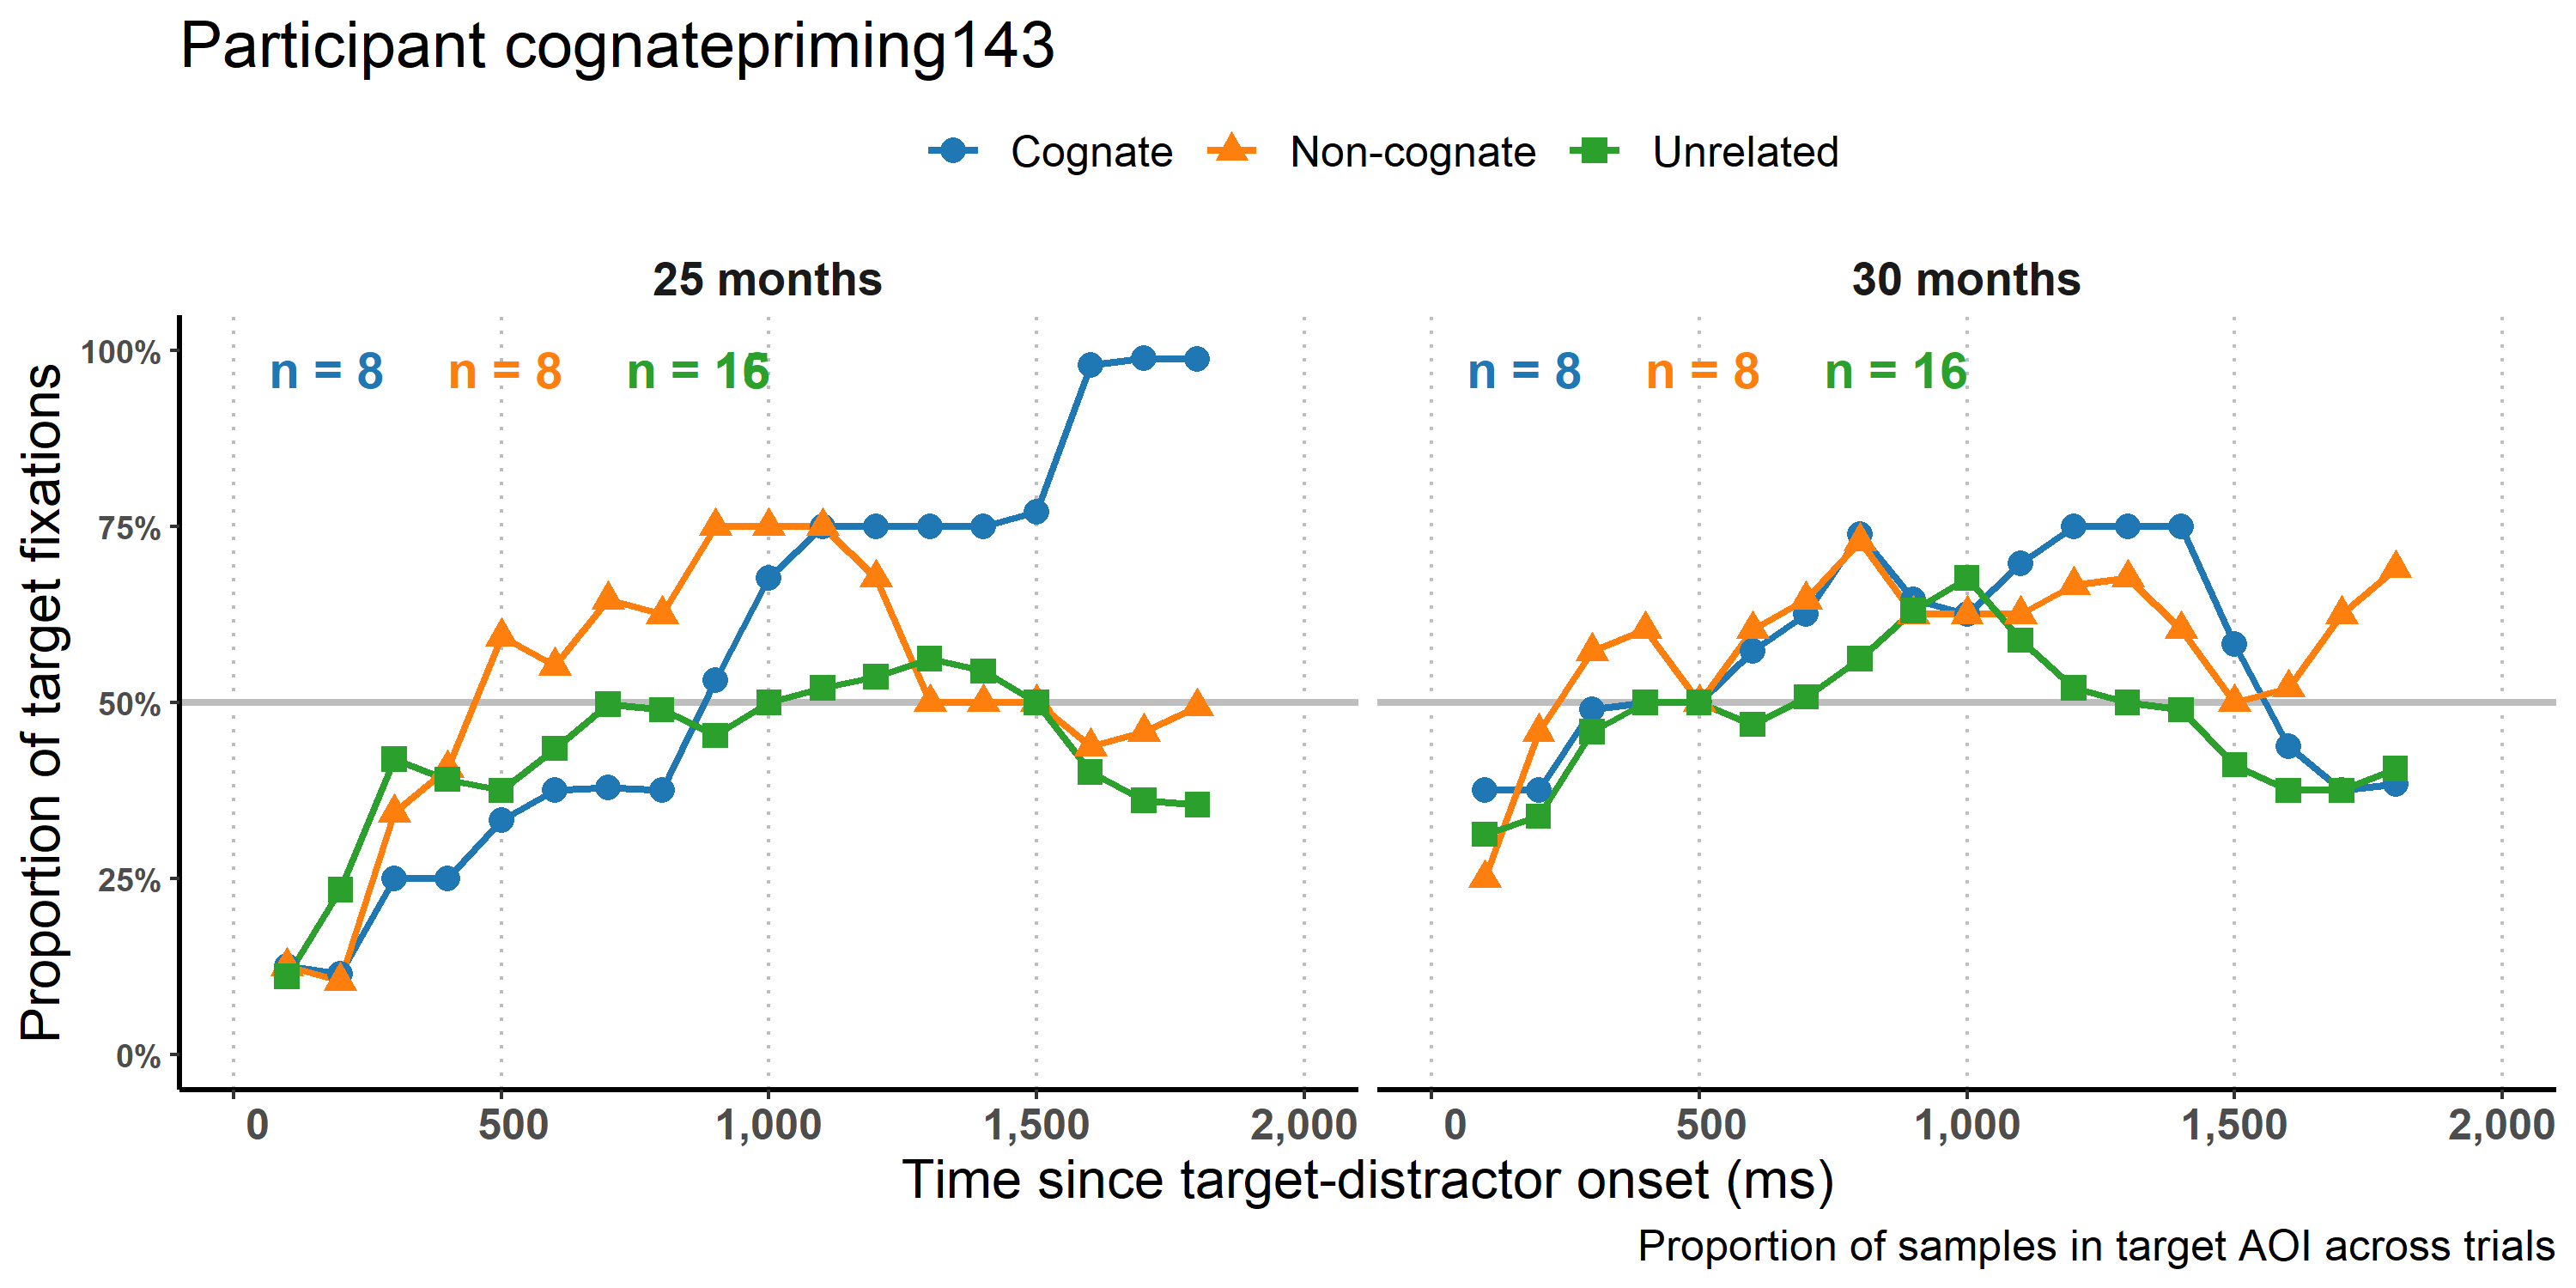 Participant cognatepriming143
Cognate Non-cognate Unrelated
25 months 30 months
n = 8 n = 8 n =
n = 8 n = 8 n = 16
100%
75%
50%
25%
0%
Proportion of target fixations
0 500 1,000 1,500 2,000
0 500 1,000 1,500 2,000
Time since target-distractor onset (ms)
Proportion of samples in target AOI across trials